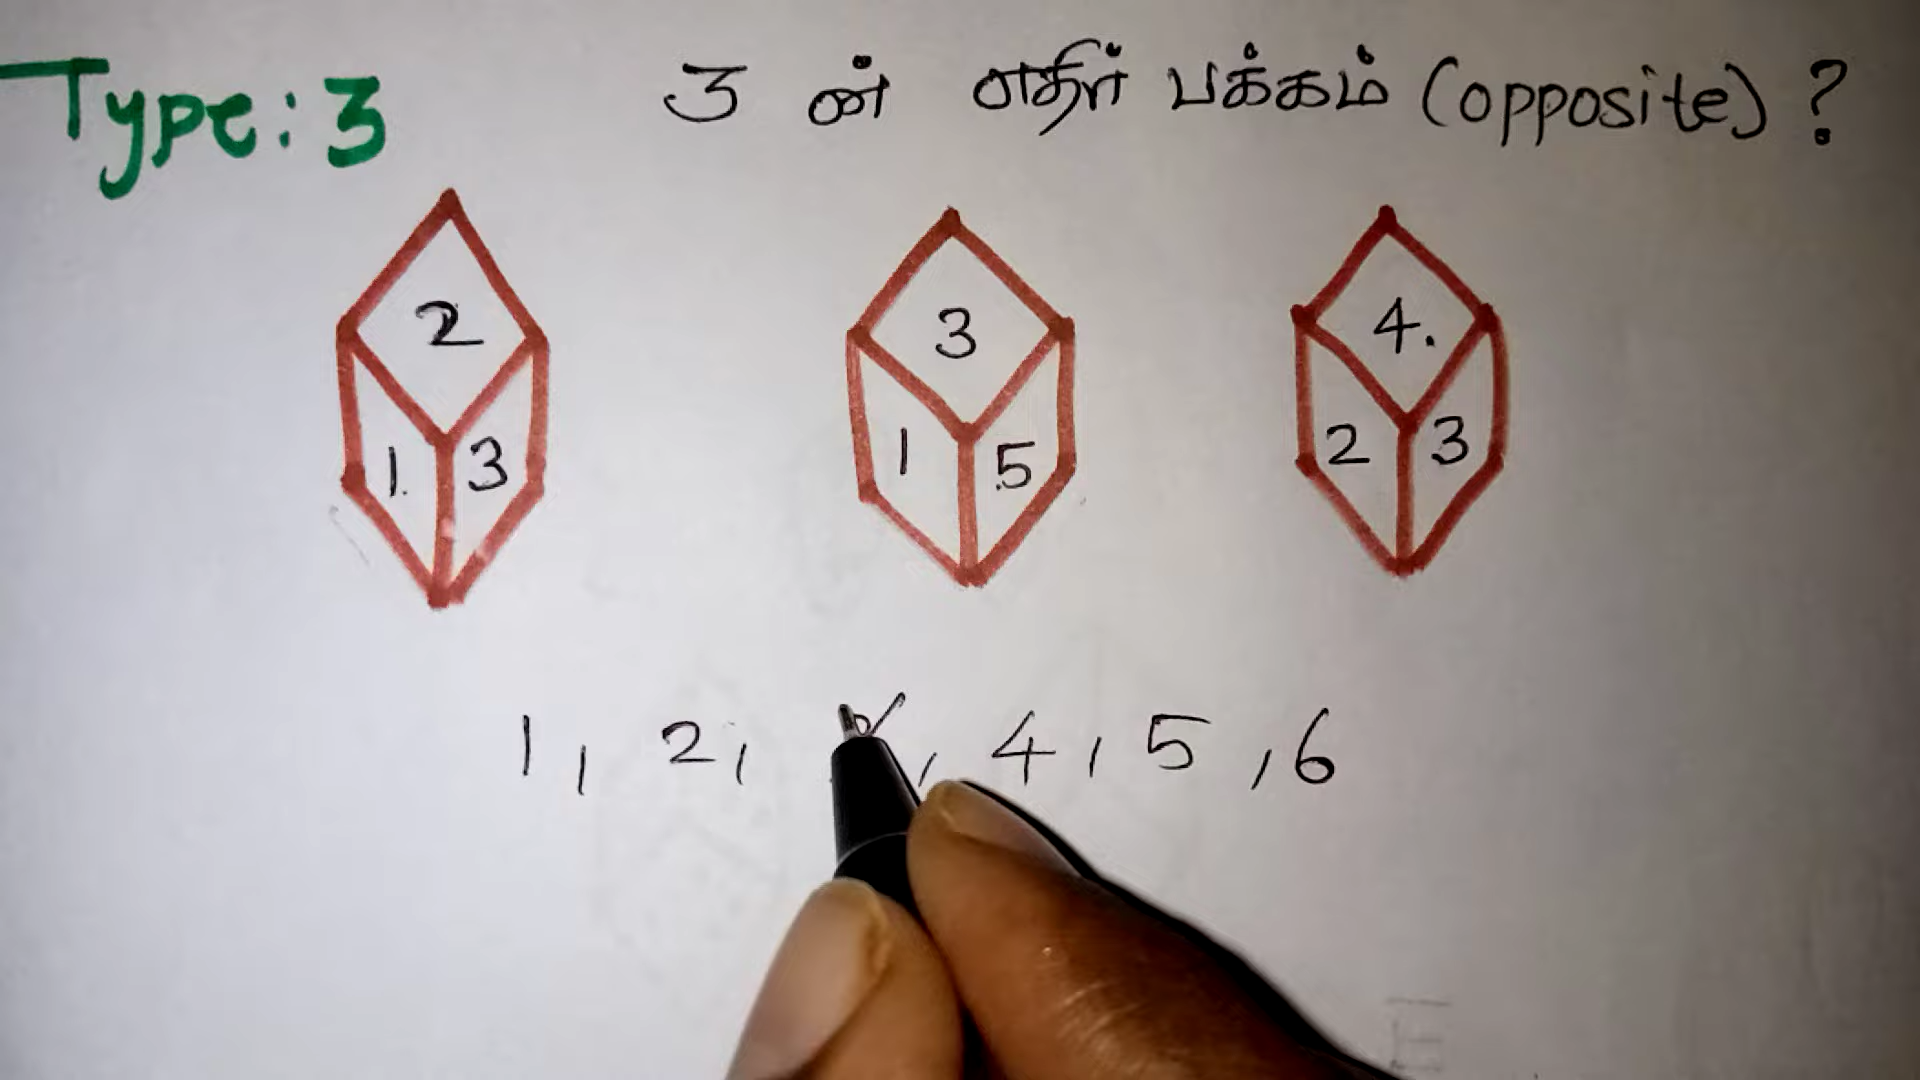 Type: 3
3 ன் எதிர் பக்கம் (opposite) ?
2
1. 3
3
1 5
4.
2 3
1, 2, , 4, 5, 6